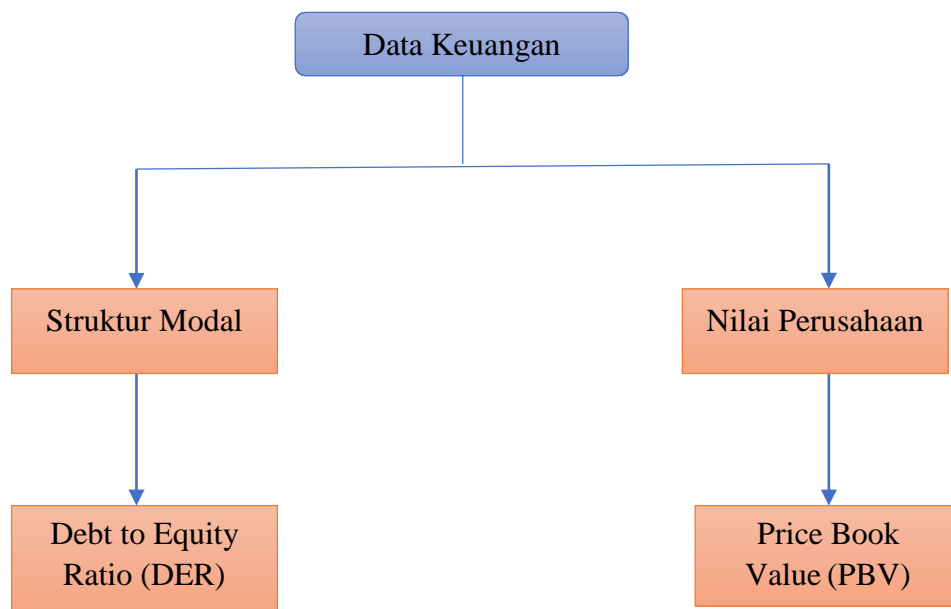 Data Keuangan
Struktur Modal
Nilai Perusahaan
Debt to Equity
Ratio (DER)
Price Book
Value (PBV)